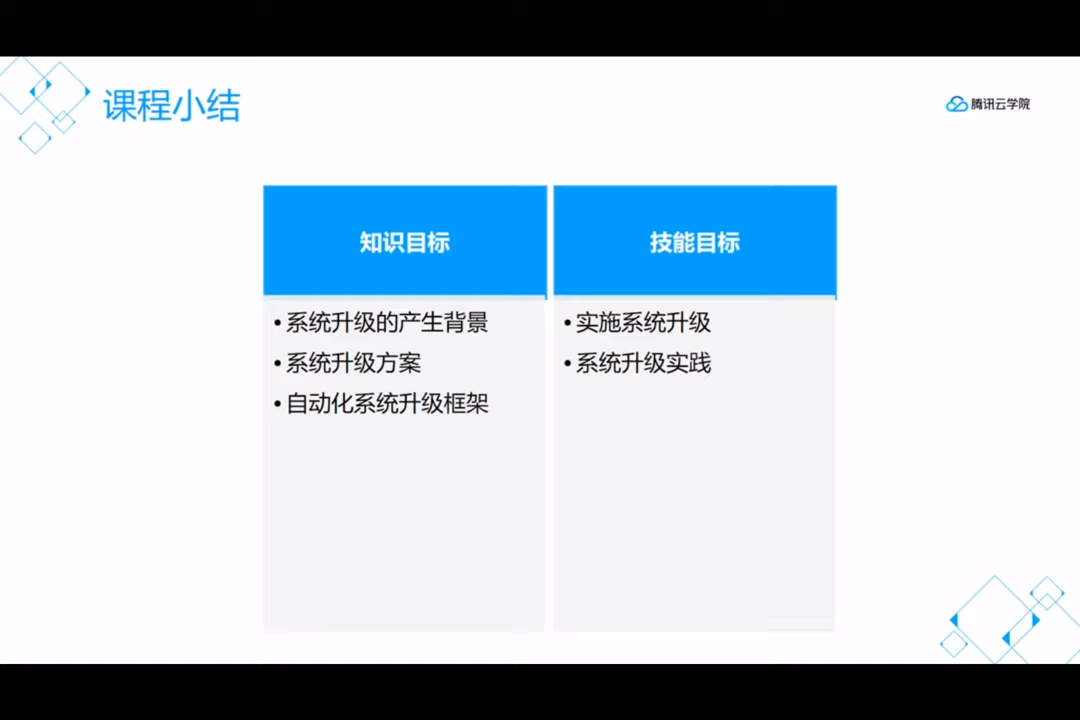 课程小结
腾讯云学院
知识目标
• 系统升级的产生背景
• 系统升级方案
• 自动化系统升级框架
技能目标
• 实施系统升级
• 系统升级实践